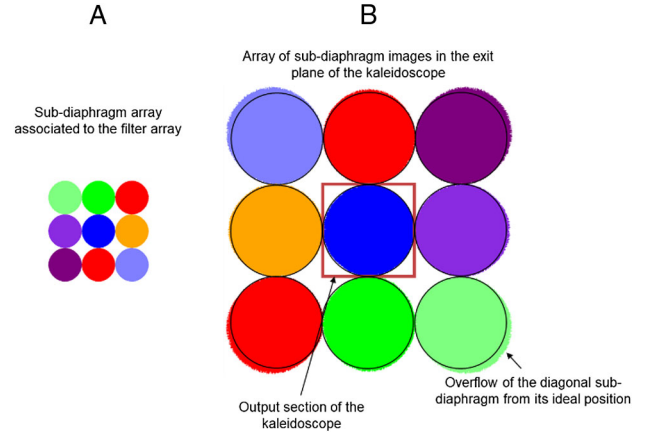 A
B
Array of sub-diaphragm images in the exit
plane of the kaleidoscope
Sub-diaphragm array
associated to the filter array
Overflow of the diagonal sub-
diaphragm from its ideal position
Output section of the
kaleidoscope